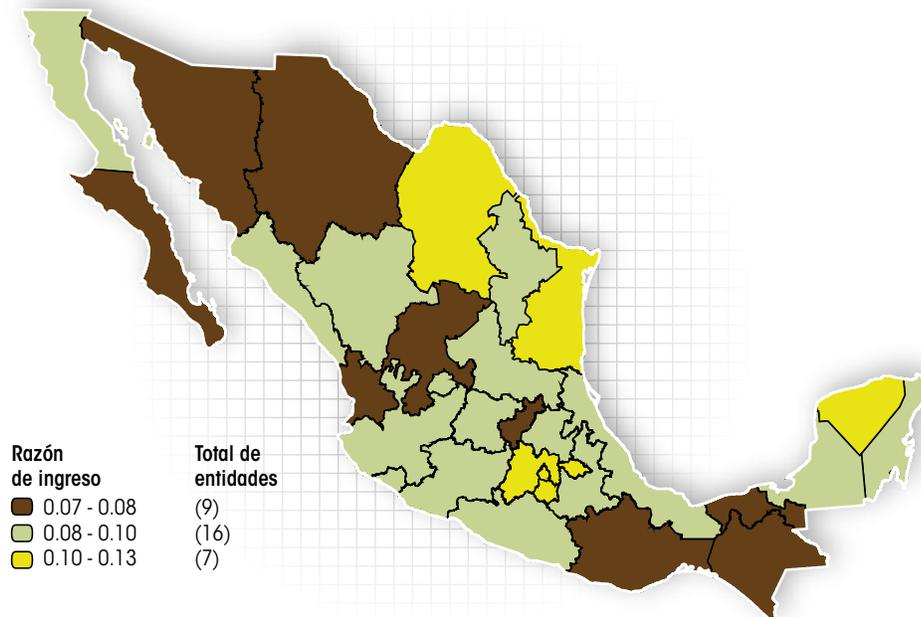 Razón
de ingreso
Total de
entidades
0.07 - 0.08 (9)
0.08 - 0.10 (16)
0.10 - 0.13 (7)